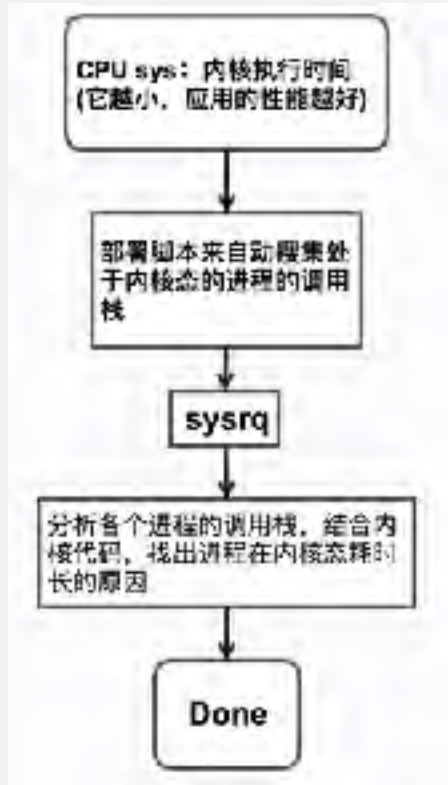 CPU sys：内核执行时间
(它越小，应用的性能越好)
部署脚本来自动搜集处
于内核态的进程的调用
栈
sysrq
分析各个进程的调用栈，结合内
核代码，找出进程在内核态耗时
长的原因
Done